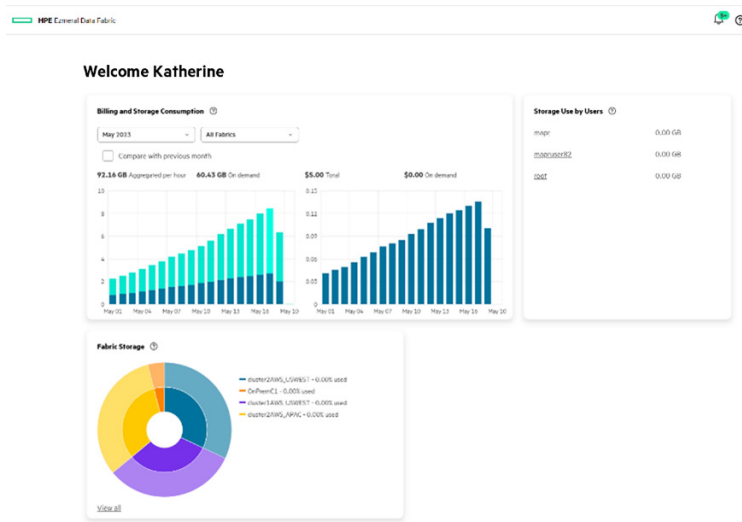 HPE Ezmeral Data Fabric
9+
Welcome Katherine
Billing and Storage Consumption
May 2023
All Fabrics
Compare with previous month
92.16 GB Aggregated per hour 60.43 GB On demand
$5.00 Total $0.00 On demand
10
8
6
4
2
0
May 01 May 04 May 07 May 10 May 13 May 16 May 10
0.15
0.12
0.09
0.06
0.03
0
May 01 May 04 May 07 May 10 May 13 May 16 May 10
Storage Use by Users
mapr 0.00 GB
mapruser82 0.00 GB
root 0.00 GB
Fabric Storage
cluster2AWS_USWEST - 0.00% used
OnPremC1 - 0.00% used
cluster1AWS_USWEST - 0.00% used
cluster2AWS_APAC - 0.00% used
View all